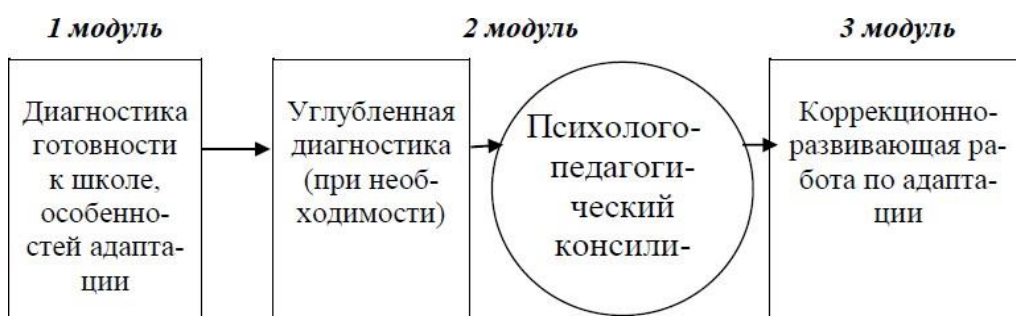 1 модуль
2 модуль
3 модуль
Диагностика
готовности
к школе,
особенно-
стей адапта-
ции
Углубленная
диагностика
(при необ-
ходимости)
Психолого-
педагоги-
ческий
консили-
Коррекционно-
развивающая ра-
бота по адапта-
ции